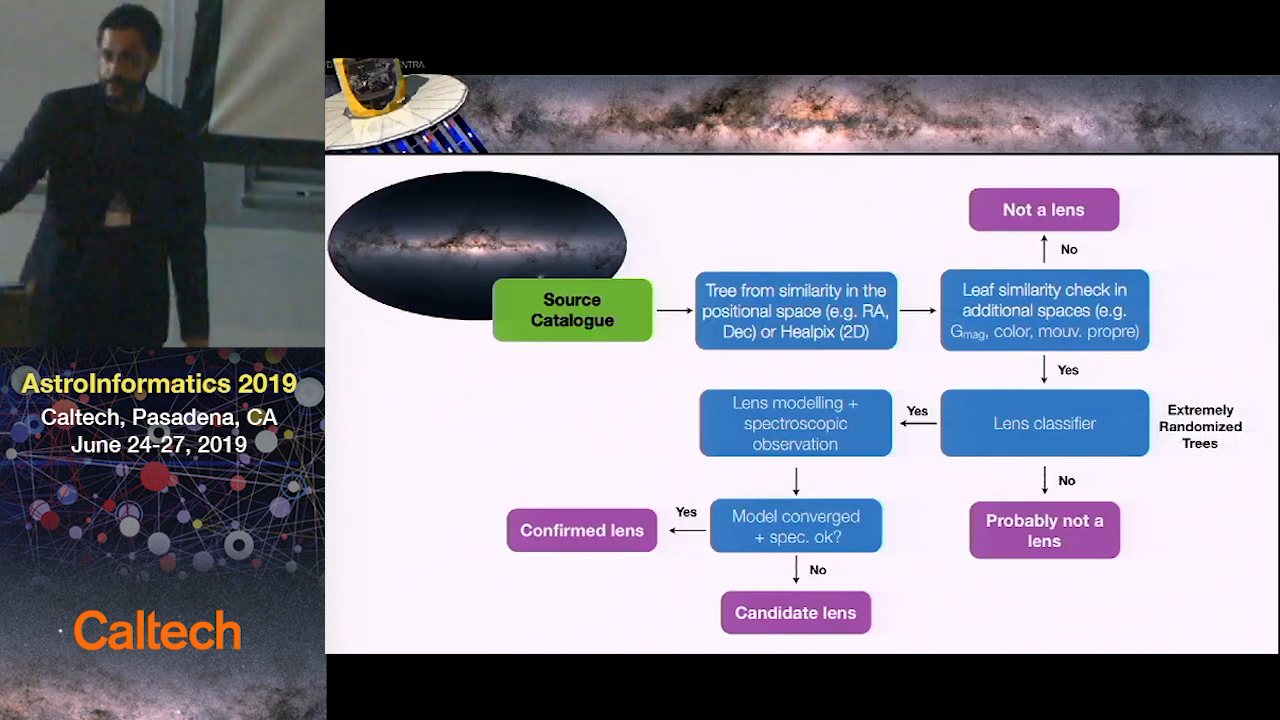 AstroInformatics 2019
Caltech, Pasadena, CA
June 24-27, 2019
Caltech
Source
Catalogue
Tree from similarity in the
positional space (e.g. RA,
Dec) or Healpix (2D)
Leaf similarity check in
additional spaces (e.g.
Gmag, color, mouv. propre)
No
Not a lens
Yes
Lens classifier
Extremely
Randomized
Trees
No
Probably not a
lens
Yes
Lens modelling +
spectroscopic
observation
Model converged
+ spec. ok?
Yes
Confirmed lens
No
Candidate lens